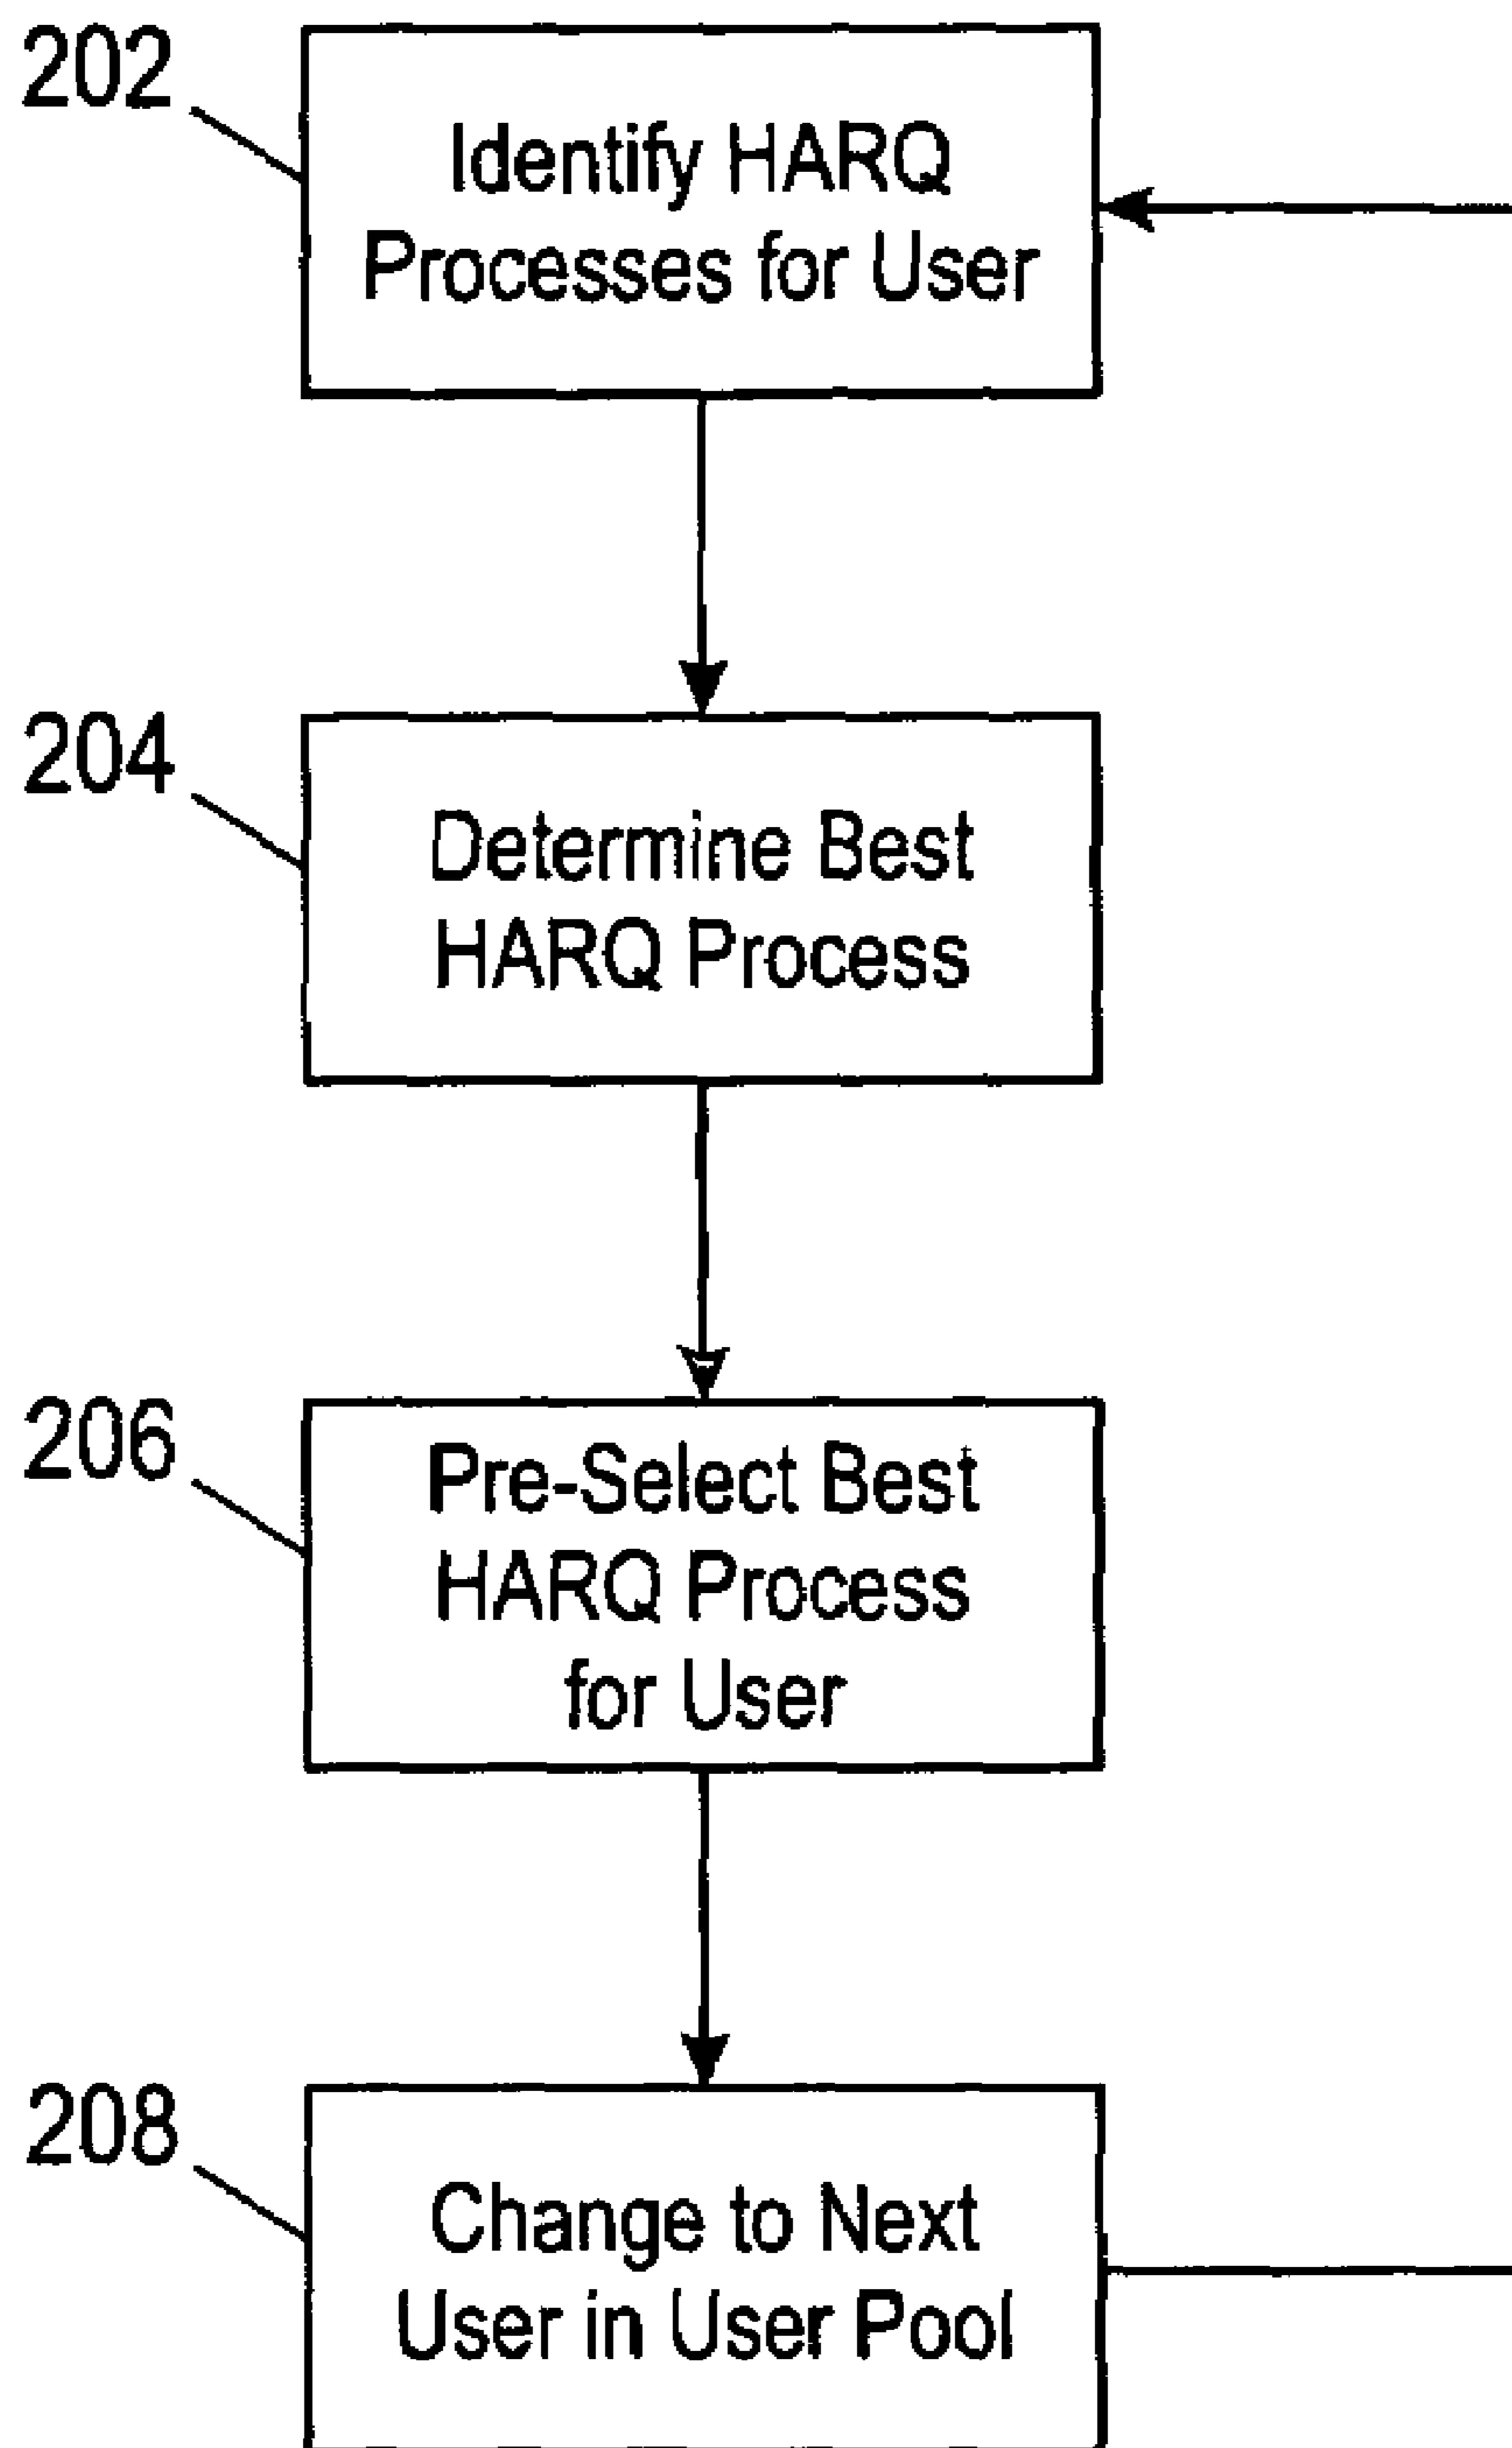 202
Identify HARQ
Processes for User
204
Determine Best
HARQ Process
206
Pre-Select Best
HARQ Process
for User
208
Change to Next
User in User Pool